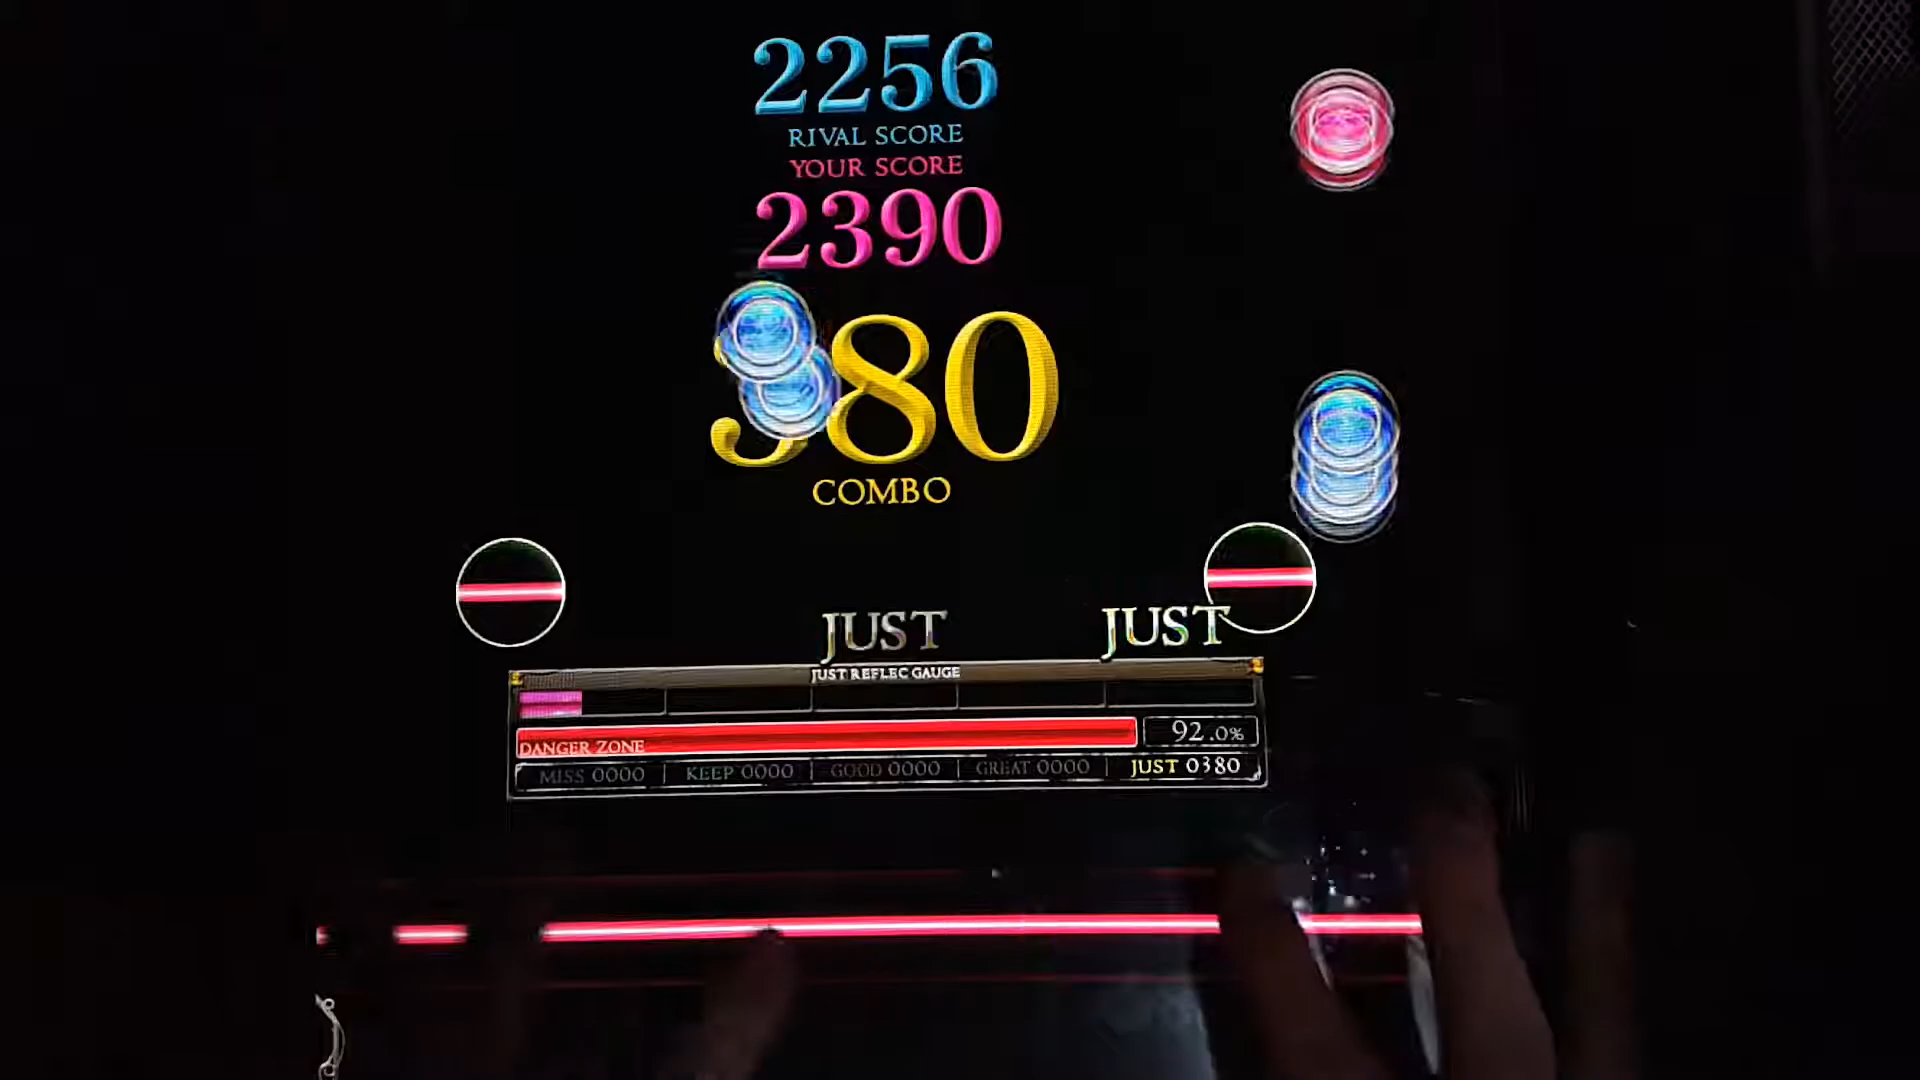 2256
RIVAL SCORE
YOUR SCORE
2390
380
COMBO
JUST JUST
JUST REFLEC GAUGE
DANGER ZONE 92.0%
MISS 0000 KEEP 0000 GOOD 0000 GREAT 0000 JUST 0380